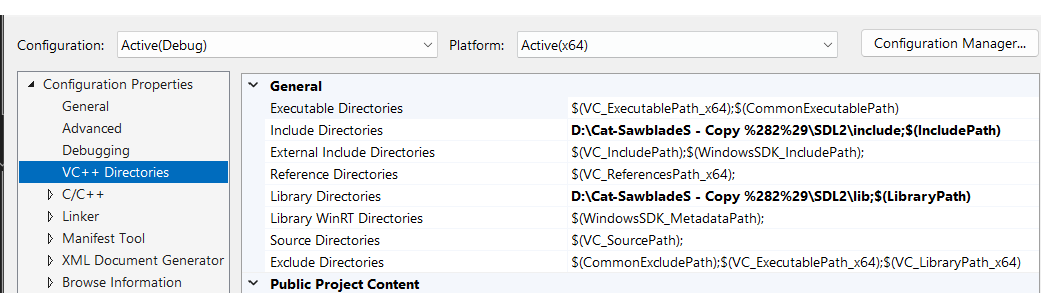 Configuration: Active(Debug) Platform: Active(x64) Configuration Manager...
Configuration Properties
General
Advanced
Debugging
VC++ Directories
C/C++
Linker
Manifest Tool
XML Document Generator
Browse Information
General
Executable Directories $(VC_ExecutablePath_x64);$(CommonExecutablePath)
Include Directories D:\Cat-SawbladeS - Copy %282%29\SDL2\include;$(IncludePath)
External Include Directories $(VC_IncludePath);$(WindowsSDK_IncludePath);
Reference Directories $(VC_ReferencesPath_x64);
Library Directories D:\Cat-SawbladeS - Copy %282%29\SDL2\lib;$(LibraryPath)
Library WinRT Directories $(WindowsSDK_MetadataPath);
Source Directories $(VC_SourcePath);
Exclude Directories $(CommonExcludePath);$(VC_ExecutablePath_x64);$(VC_LibraryPath_x64)
Public Project Content